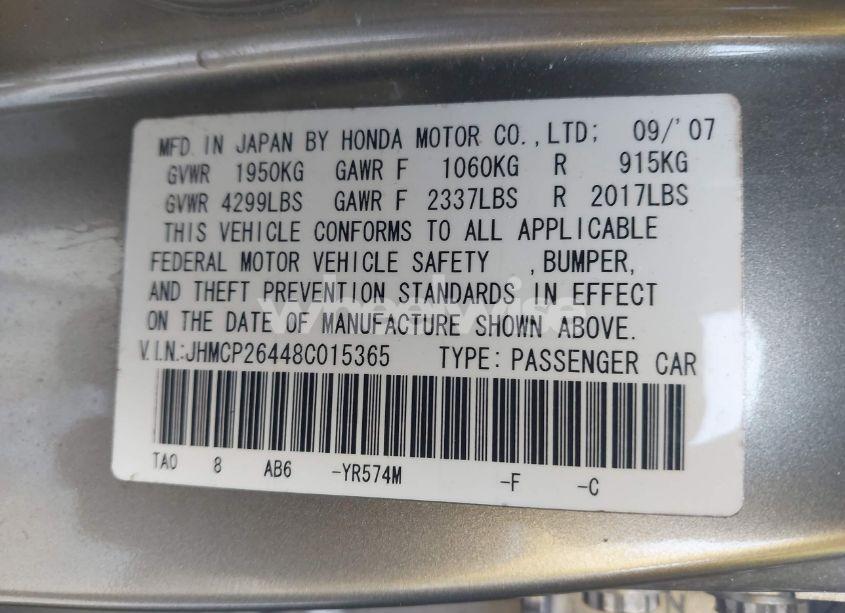 MFD. IN JAPAN BY HONDA MOTOR CO.,LTD; 09/'07
GVWR 1950KG GAWR F 1060KG R 915KG
GVWR 4299LBS GAWR F 2337LBS R 2017LBS
THIS VEHICLE CONFORMS TO ALL APPLICABLE
FEDERAL MOTOR VEHICLE SAFETY ,BUMPER,
AND THEFT PREVENTION STANDARDS IN EFFECT
wheelwise
ON THE DATE OF MANUFACTURE SHOWN ABOVE.
V.I.N.:JHMCP26448C015365 TYPE: PASSENGER CAR
TA0 8 AB6 -YR574M -F -C